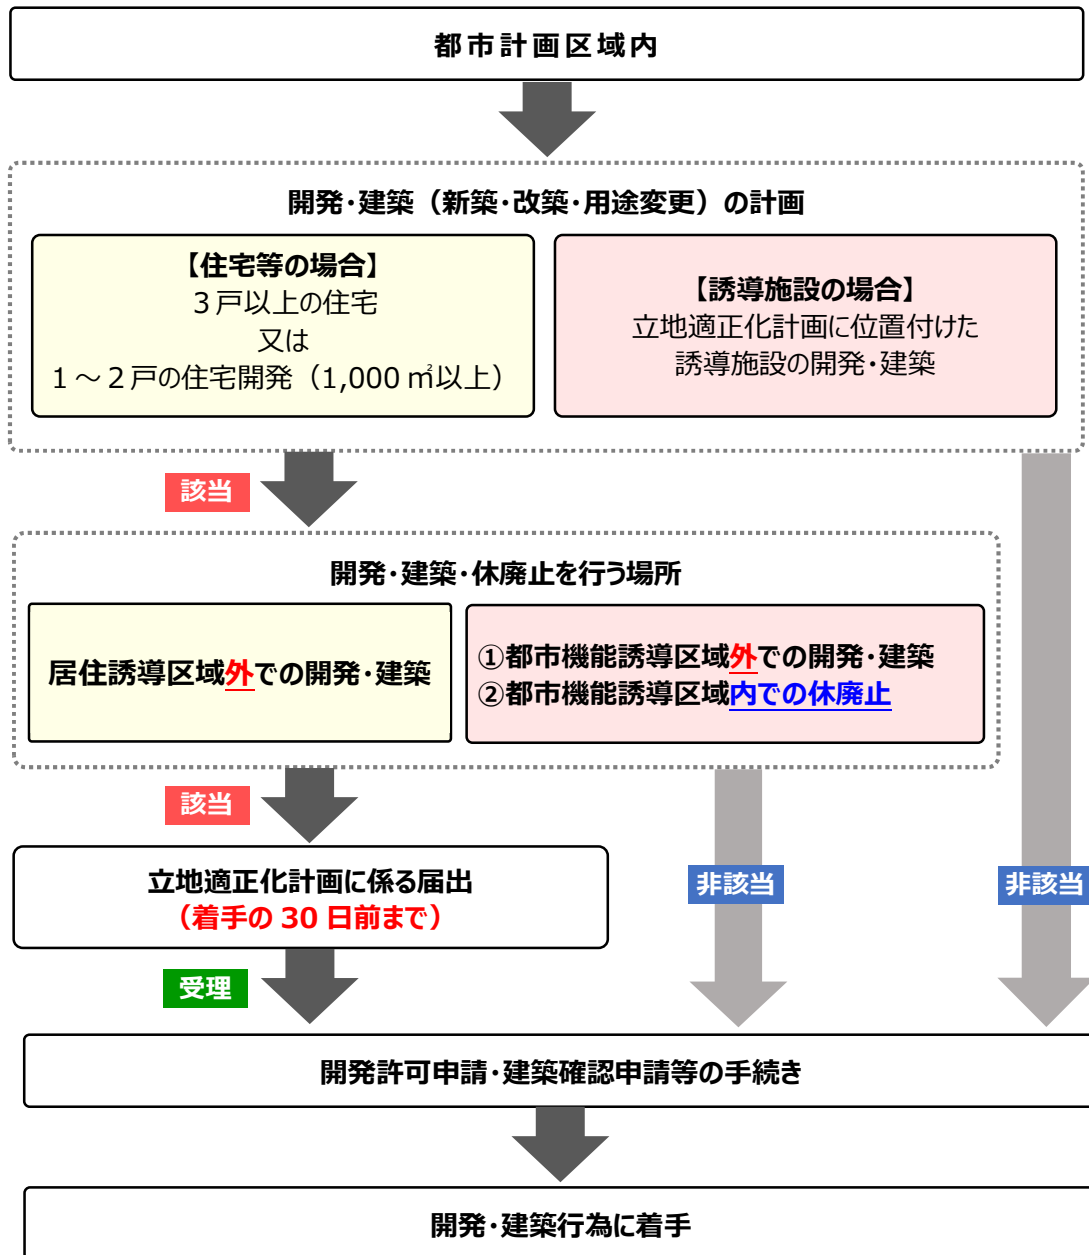 都市計画区域内
開発・建築（新築・改築・用途変更）の計画
【住宅等の場合】
３戸以上の住宅
又は
１～２戸の住宅開発（1,000 ㎡以上）
【誘導施設の場合】
立地適正化計画に位置付けた
誘導施設の開発・建築
該当
開発・建築・休廃止を行う場所
居住誘導区域外での開発・建築
①都市機能誘導区域外での開発・建築
②都市機能誘導区域内での休廃止
該当
立地適正化計画に係る届出
（着手の 30 日前まで）
非該当
非該当
受理
開発許可申請・建築確認申請等の手続き
開発・建築行為に着手